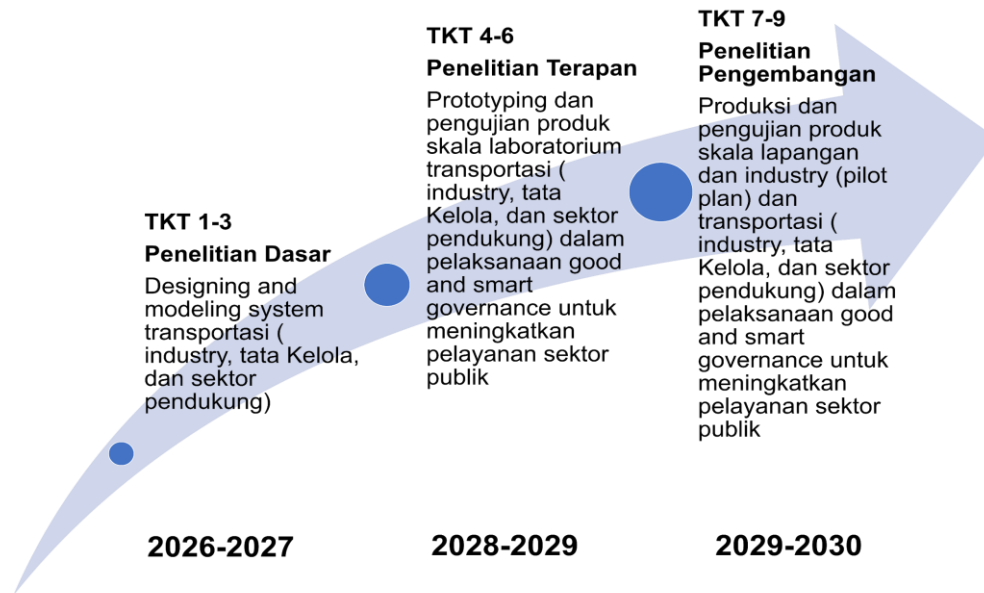 TKT 1-3
Penelitian Dasar
Designing and
modeling system
transportasi (
industry, tata Kelola,
dan sektor
pendukung)
2026-2027
TKT 4-6
Penelitian Terapan
Prototyping dan
pengujian produk
skala laboratorium
transportasi (
industry, tata
Kelola, dan sektor
pendukung) dalam
pelaksanaan good
and smart
governance untuk
meningkatkan
pelayanan sektor
publik
2028-2029
TKT 7-9
Penelitian
Pengembangan
Produksi dan
pengujian produk
skala lapangan
dan industry (pilot
plan) dan
transportasi (
industry, tata
Kelola, dan sektor
pendukung) dalam
pelaksanaan good
and smart
governance untuk
meningkatkan
pelayanan sektor
publik
2029-2030